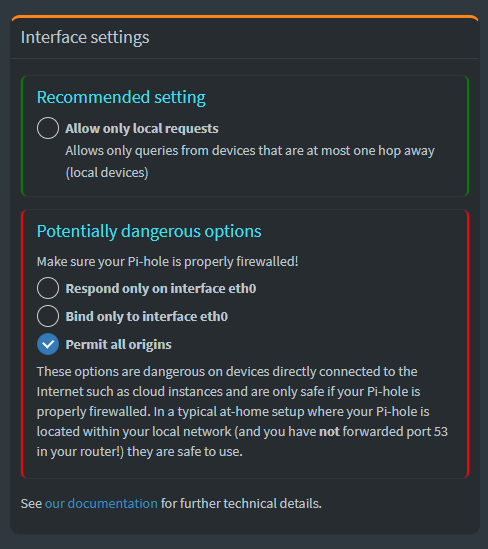 Interface settings
Recommended setting
Allow only local requests
Allows only queries from devices that are at most one hop away
(local devices)
Potentially dangerous options
Make sure your Pi-hole is properly firewalled!
Respond only on interface eth0
Bind only to interface eth0
Permit all origins
These options are dangerous on devices directly connected to the
Internet such as cloud instances and are only safe if your Pi-hole is
properly firewalled. In a typical at-home setup where your Pi-hole is
located within your local network (and you have not forwarded port 53
in your router!) they are safe to use.
See our documentation for further technical details.